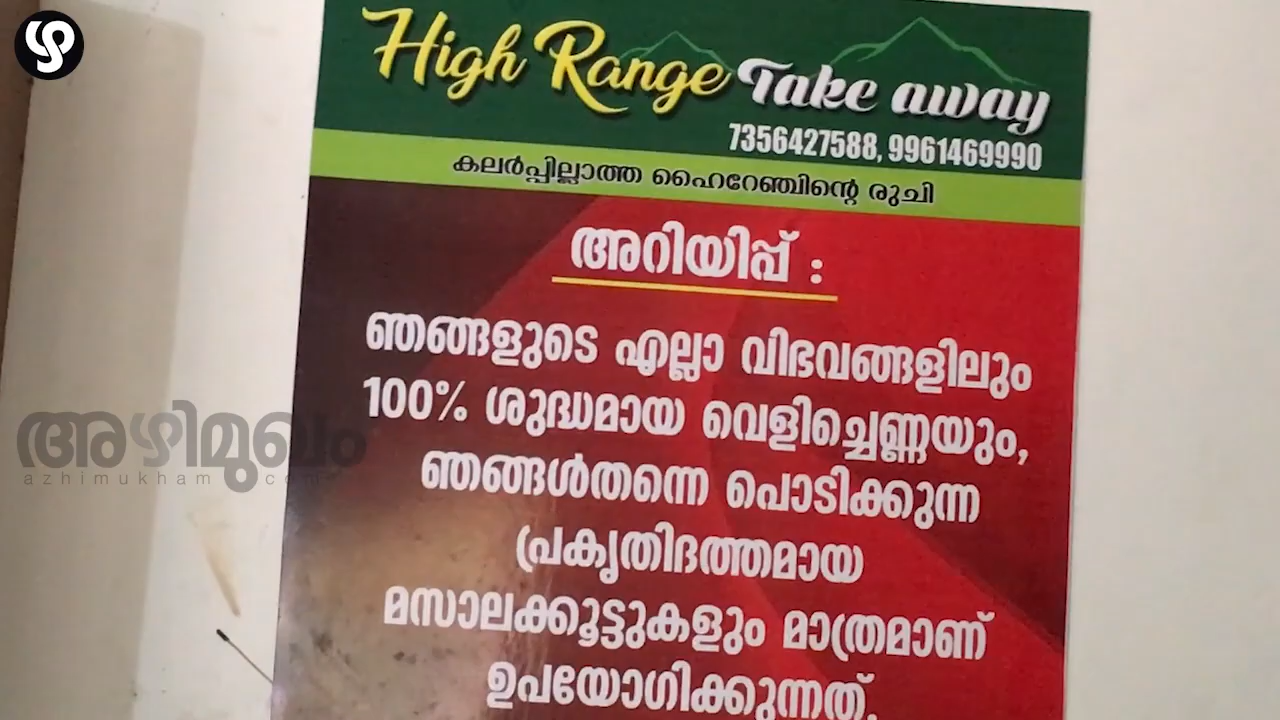 High Range Take away
7356427588, 9961469990
കലർപ്പില്ലാത്ത ഹൈറേഞ്ചിന്റെ രുചി
അറിയിപ്പ് :
ഞങ്ങളുടെ എല്ലാ വിഭവങ്ങളിലും
100% ശുദ്ധമായ വെളിച്ചെണ്ണയും,
ഞങ്ങൾതന്നെ പൊടിക്കുന്ന
പ്രകൃതിദത്തമായ
മസാലക്കൂട്ടുകളും മാത്രമാണ്
ഉപയോഗിക്കുന്നത്.
അഴിമുഖം
azhimukham com